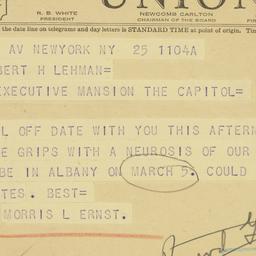 UNION
R. B. WHITE
PRESIDENT
NEWCOMB CARLTON
CHAIRMAN OF THE BOARD
the date line on telegrams and day letters is STANDARD TIME at point of origin.
AV NEWYORK NY 25 1104A
BERT H LEHMAN=
EXECUTIVE MANSION THE CAPITOL=
L OFF DATE WITH YOU THIS AFTERN
E GRIPS WITH A NEUROSIS OF OUR
BE IN ALBANY ON MARCH 5. COULD
TES. BEST=
MORRIS L ERNST.